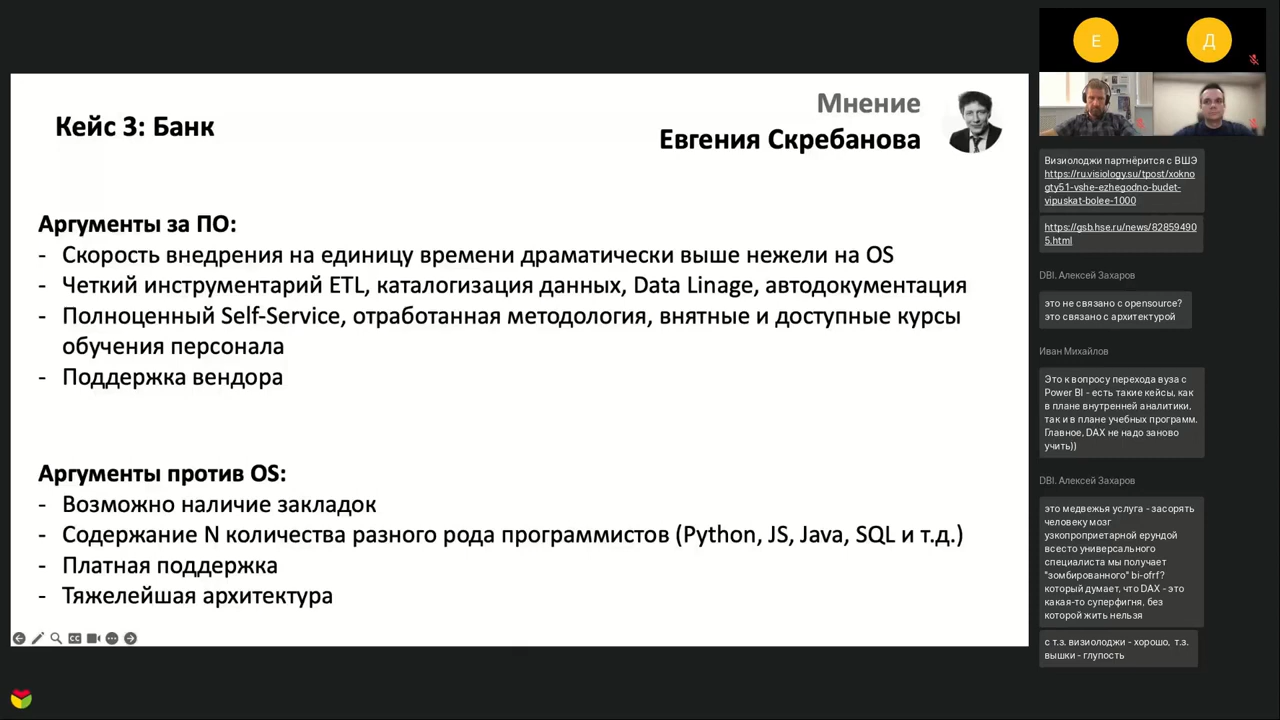 Кейс 3: Банк
Мнение
Евгения Скребанова
Аргументы за ПО:
- Скорость внедрения на единицу времени драматически выше нежели на OS
- Четкий инструментарий ETL, каталогизация данных, Data Linage, автодокументация
- Полноценный Self-Service, отработанная методология, внятные и доступные курсы
обучения персонала
- Поддержка вендора
Аргументы против OS:
- Возможно наличие закладок
- Содержание N количества разного рода программистов (Python, JS, Java, SQL и т.д.)
- Платная поддержка
- Тяжелейшая архитектура
Е
Д
Визиолоджи партнёрится с ВШЭ
https://ru.visiology.su/tpost/xokno
gty51-vshe-ezhegodno-budet-
vipuskat-bolee-1000
https://gsb.hse.ru/news/82859490
5.html
DBI. Алексей Захаров
это не связано с opensource?
это связано с архитектурой
Иван Михайлов
Это к вопросу перехода вуза с
Power BI - есть такие кейсы, как
в плане внутренней аналитики,
так и в плане учебных программ.
Главное, DAX не надо заново
учить))
DBI. Алексей Захаров
это медвежья услуга - засорять
человеку мозг
узкопроприетарной ерундой
всесто универсального
специалиста мы получает
"зомбированного" bi-ofrf?
который думает, что DAX - это
какая-то суперфигня, без
которой жить нельзя
с т.з. визиолоджи - хорошо, т.з.
вышки - глупость